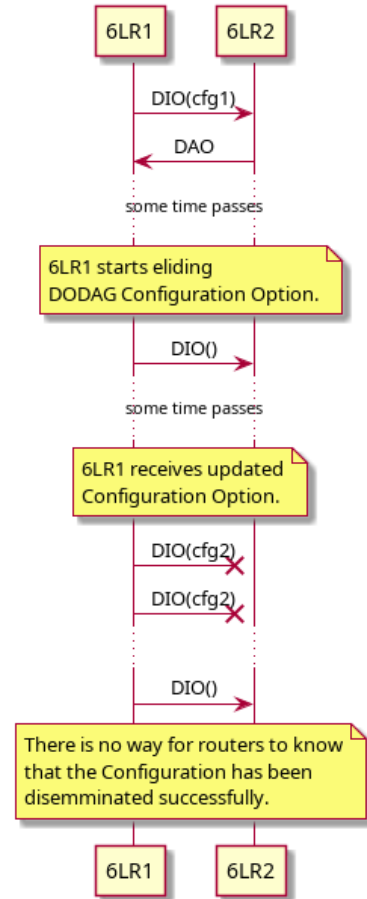 6LR1 6LR2
DIO(cfg1)
DAO
some time passes
6LR1 starts eliding
DODAG Configuration Option.
DIO()
some time passes
6LR1 receives updated
Configuration Option.
DIO(cfg2)
DIO(cfg2)
DIO()
There is no way for routers to know
that the Configuration has been
disemminated successfully.
6LR1 6LR2